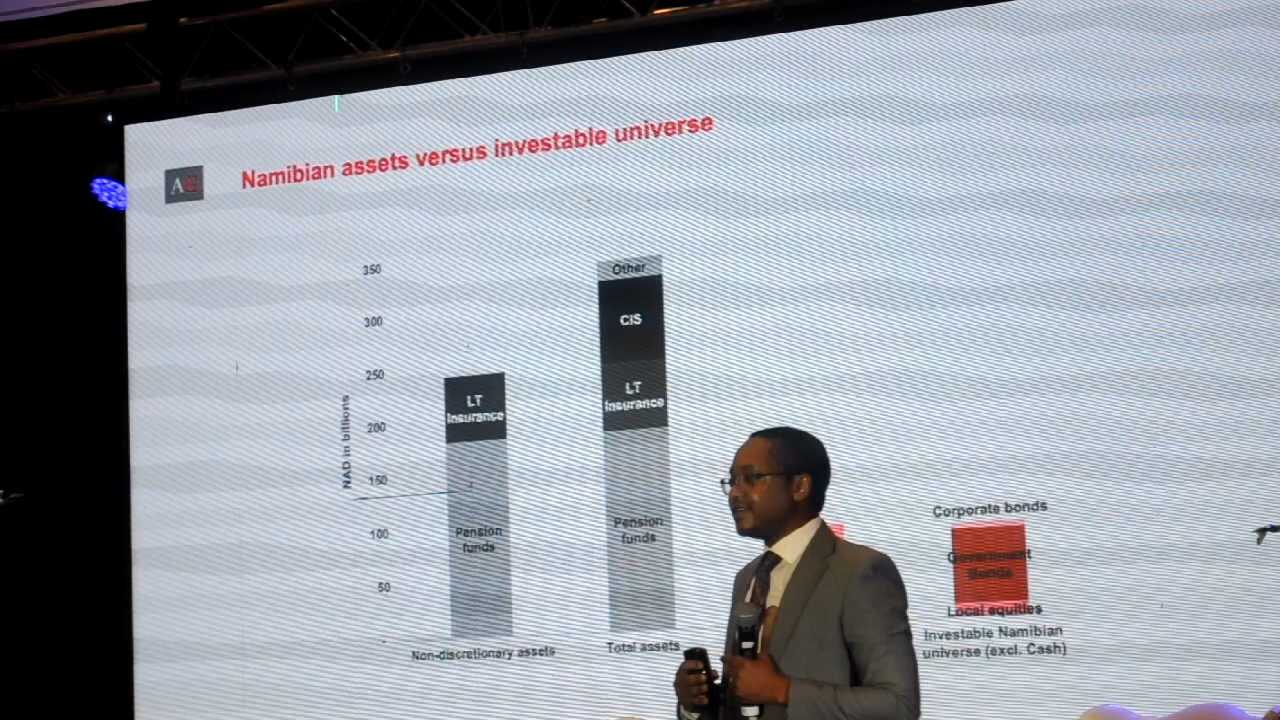 Namibian assets versus investable universe
A
NAD in billions
350
300
250
200
150
100
50
-
LT
Insurance
Pension
funds
Non-discretionary assets
Other
CIS
LT
Insurance
Pension
funds
Total assets
Corporate bonds
Government
Bonds
Local equities
Investable Namibian
universe (excl. Cash)